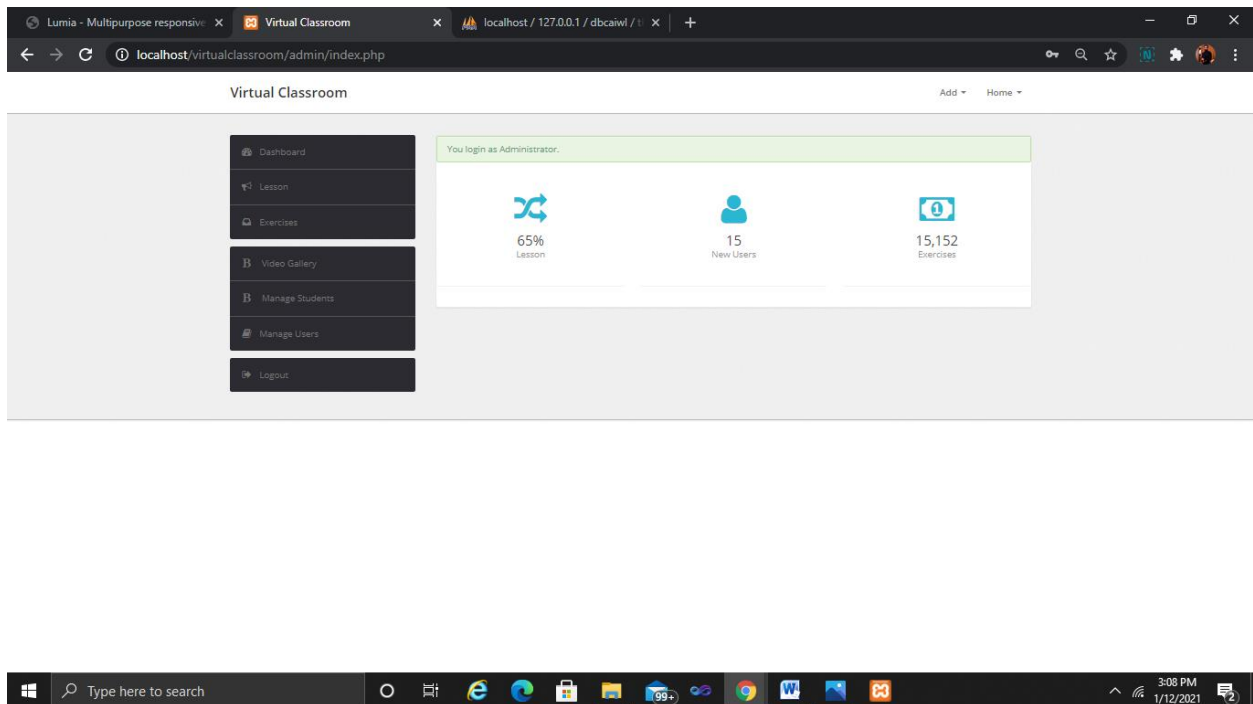 Lumia - Multipurpose responsive
Virtual Classroom
localhost / 127.0.0.1 / dbcaiwl / t
localhost/virtualclassroom/admin/index.php
Virtual Classroom
Add
Home
Dashboard
Lesson
Exercises
B Video Gallery
B Manage Students
Manage Users
Logout
You login as Administrator.
65%
Lesson
15
New Users
15,152
Exercises
Type here to search
99+
3:08 PM
1/12/2021
2